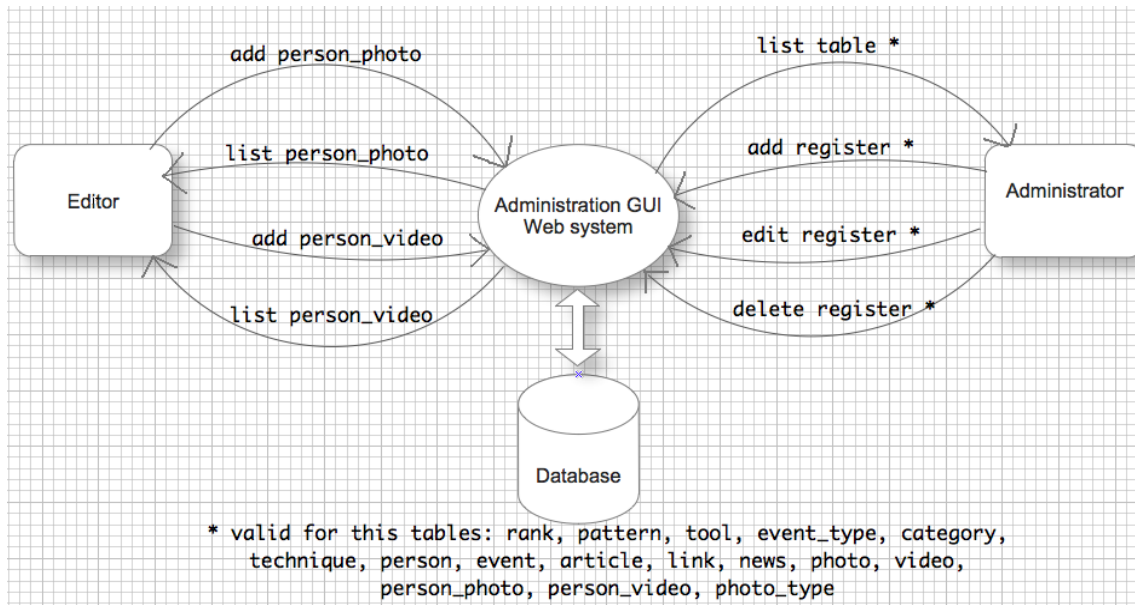 add person_photo
list table *
list person_photo
add register *
Editor
Administration GUI
Web system
Administrator
add person_video
edit register *
list person_video
delete register *
Database
* valid for this tables: rank, pattern, tool, event_type, category,
technique, person, event, article, link, news, photo, video,
person_photo, person_video, photo_type